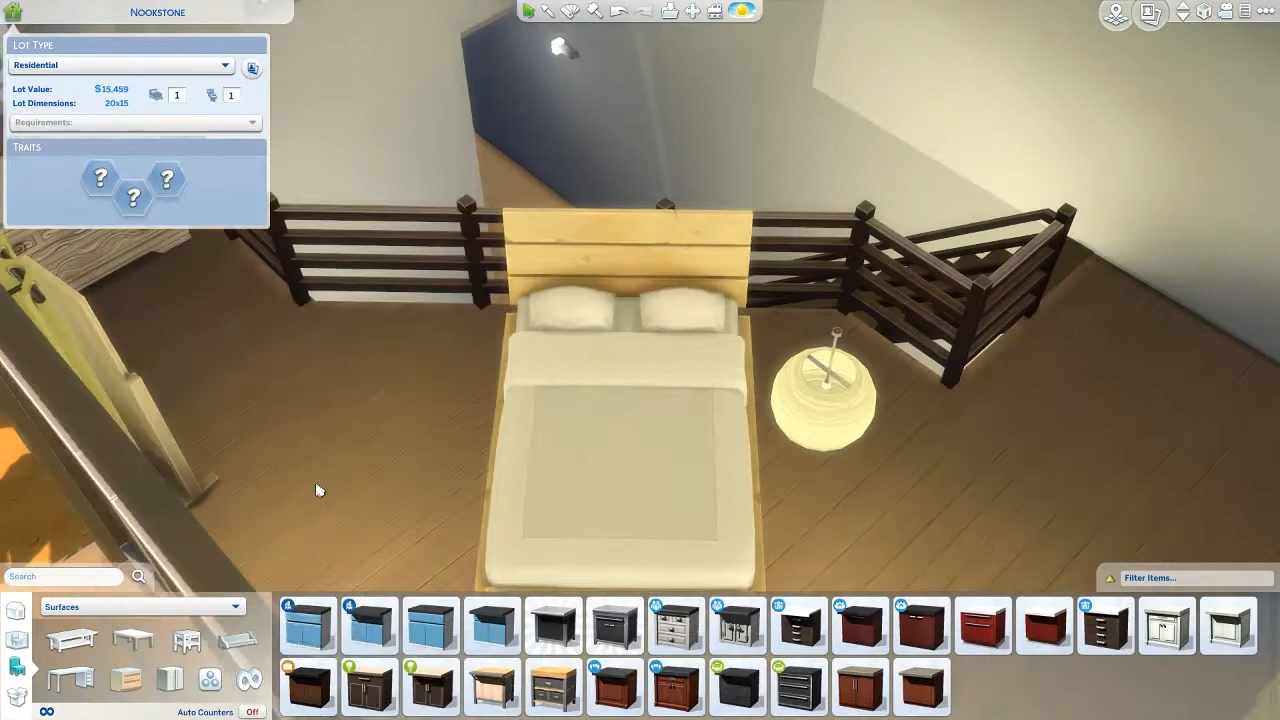 NOOKSTONE
LOT TYPE
Residential
Lot Value: $15,459
1
1
Lot Dimensions: 20x15
Requirements:
TRAITS
? ? ?
Search
Filter Items...
Surfaces
Auto Counters Off